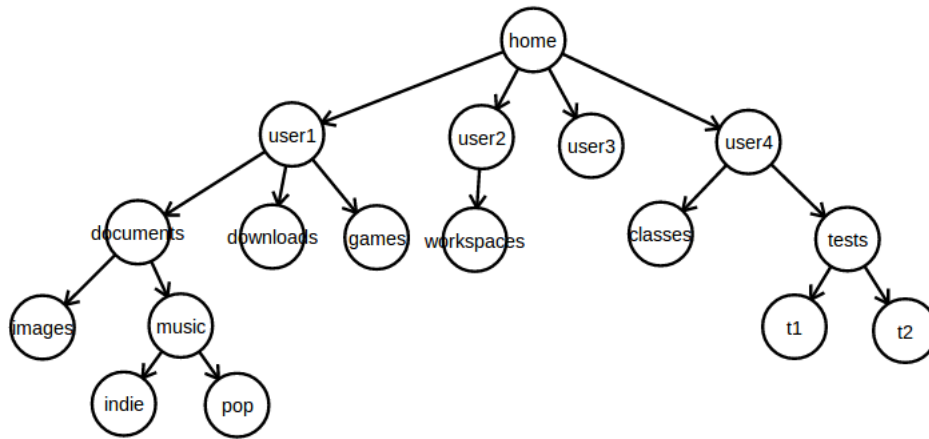 home
user1
user2
user3
user4
documents
downloads
games
workspaces
classes
tests
images
music
t1
t2
indie
pop